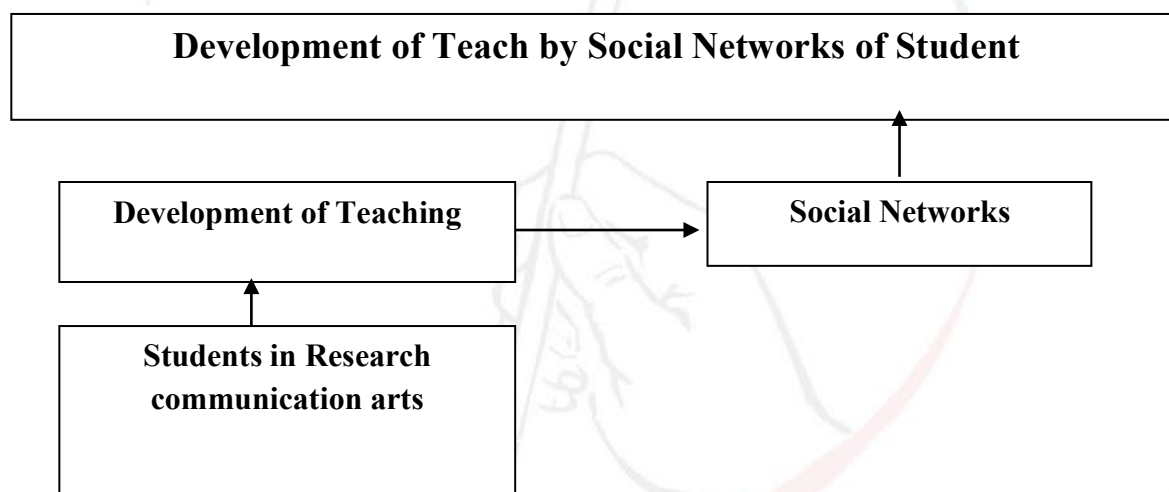 Development of Teach by Social Networks of Student
Development of Teaching
Social Networks
Students in Research
communication arts